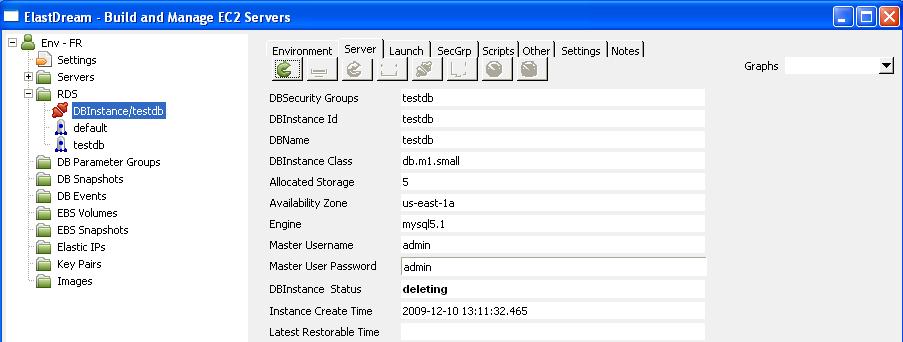 ElastDream - Build and Manage EC2 Servers
Env - FR
Settings
Servers
RDS
DBInstance/testdb
default
testdb
DB Parameter Groups
DB Snapshots
DB Events
EBS Volumes
EBS Snapshots
Elastic IPs
Key Pairs
Images
Environment Server Launch SecGrp Scripts Other Settings Notes
Graphs
DBSecurity Groups testdb
DBInstance Id testdb
DBName testdb
DBInstance Class db.m1.small
Allocated Storage 5
Availability Zone us-east-1a
Engine mysql5.1
Master Username admin
Master User Password admin
DBInstance Status deleting
Instance Create Time 2009-12-10 13:11:32.465
Latest Restorable Time